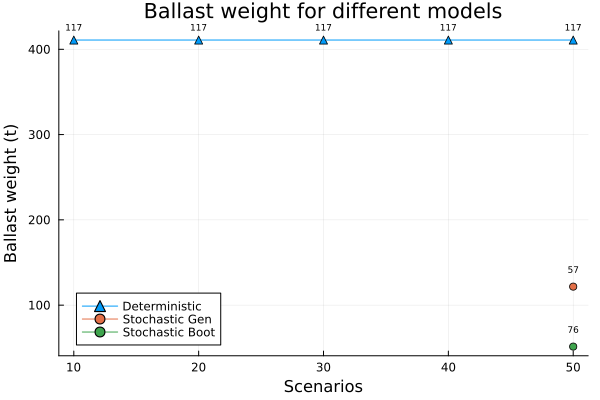 Ballast weight for different models
117 117 117 117 117
400
300
200
100
Ballast weight (t)
57
76
Deterministic
Stochastic Gen
Stochastic Boot
10 20 30 40 50
Scenarios